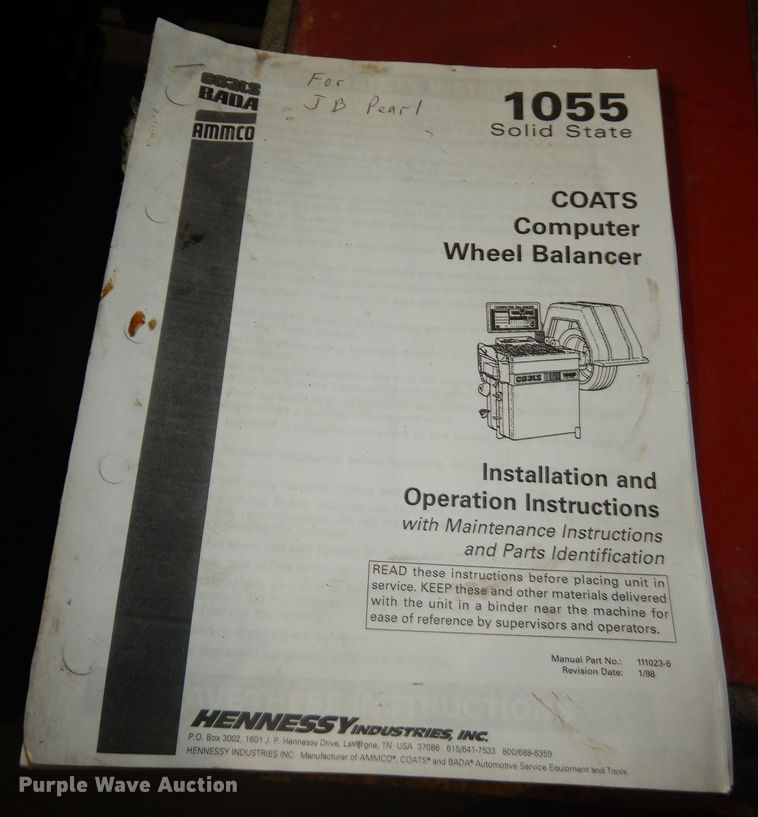 COATS
BADA
AMMCO
For
JB Pearl
1055
Solid State
COATS
Computer
Wheel Balancer
COMPUTER BALANCER
COATS
Installation and
Operation Instructions
with Maintenance Instructions
and Parts Identification
READ these instructions before placing unit in
service. KEEP these and other materials delivered
with the unit in a binder near the machine for
ease of reference by supervisors and operators.
Manual Part No.: 111023-6
Revision Date: 1/98
HENNESSY INDUSTRIES, INC.
P.O. Box 3002, 1601 J. P. Hennessy Drive, LaVergne, TN USA 37086 615/641-7533 800/688-6359
HENNESSY INDUSTRIES INC. Manufacturer of AMMCO®, COATS® and BADA® Automotive Service Equipment and Tools
Purple Wave Auction